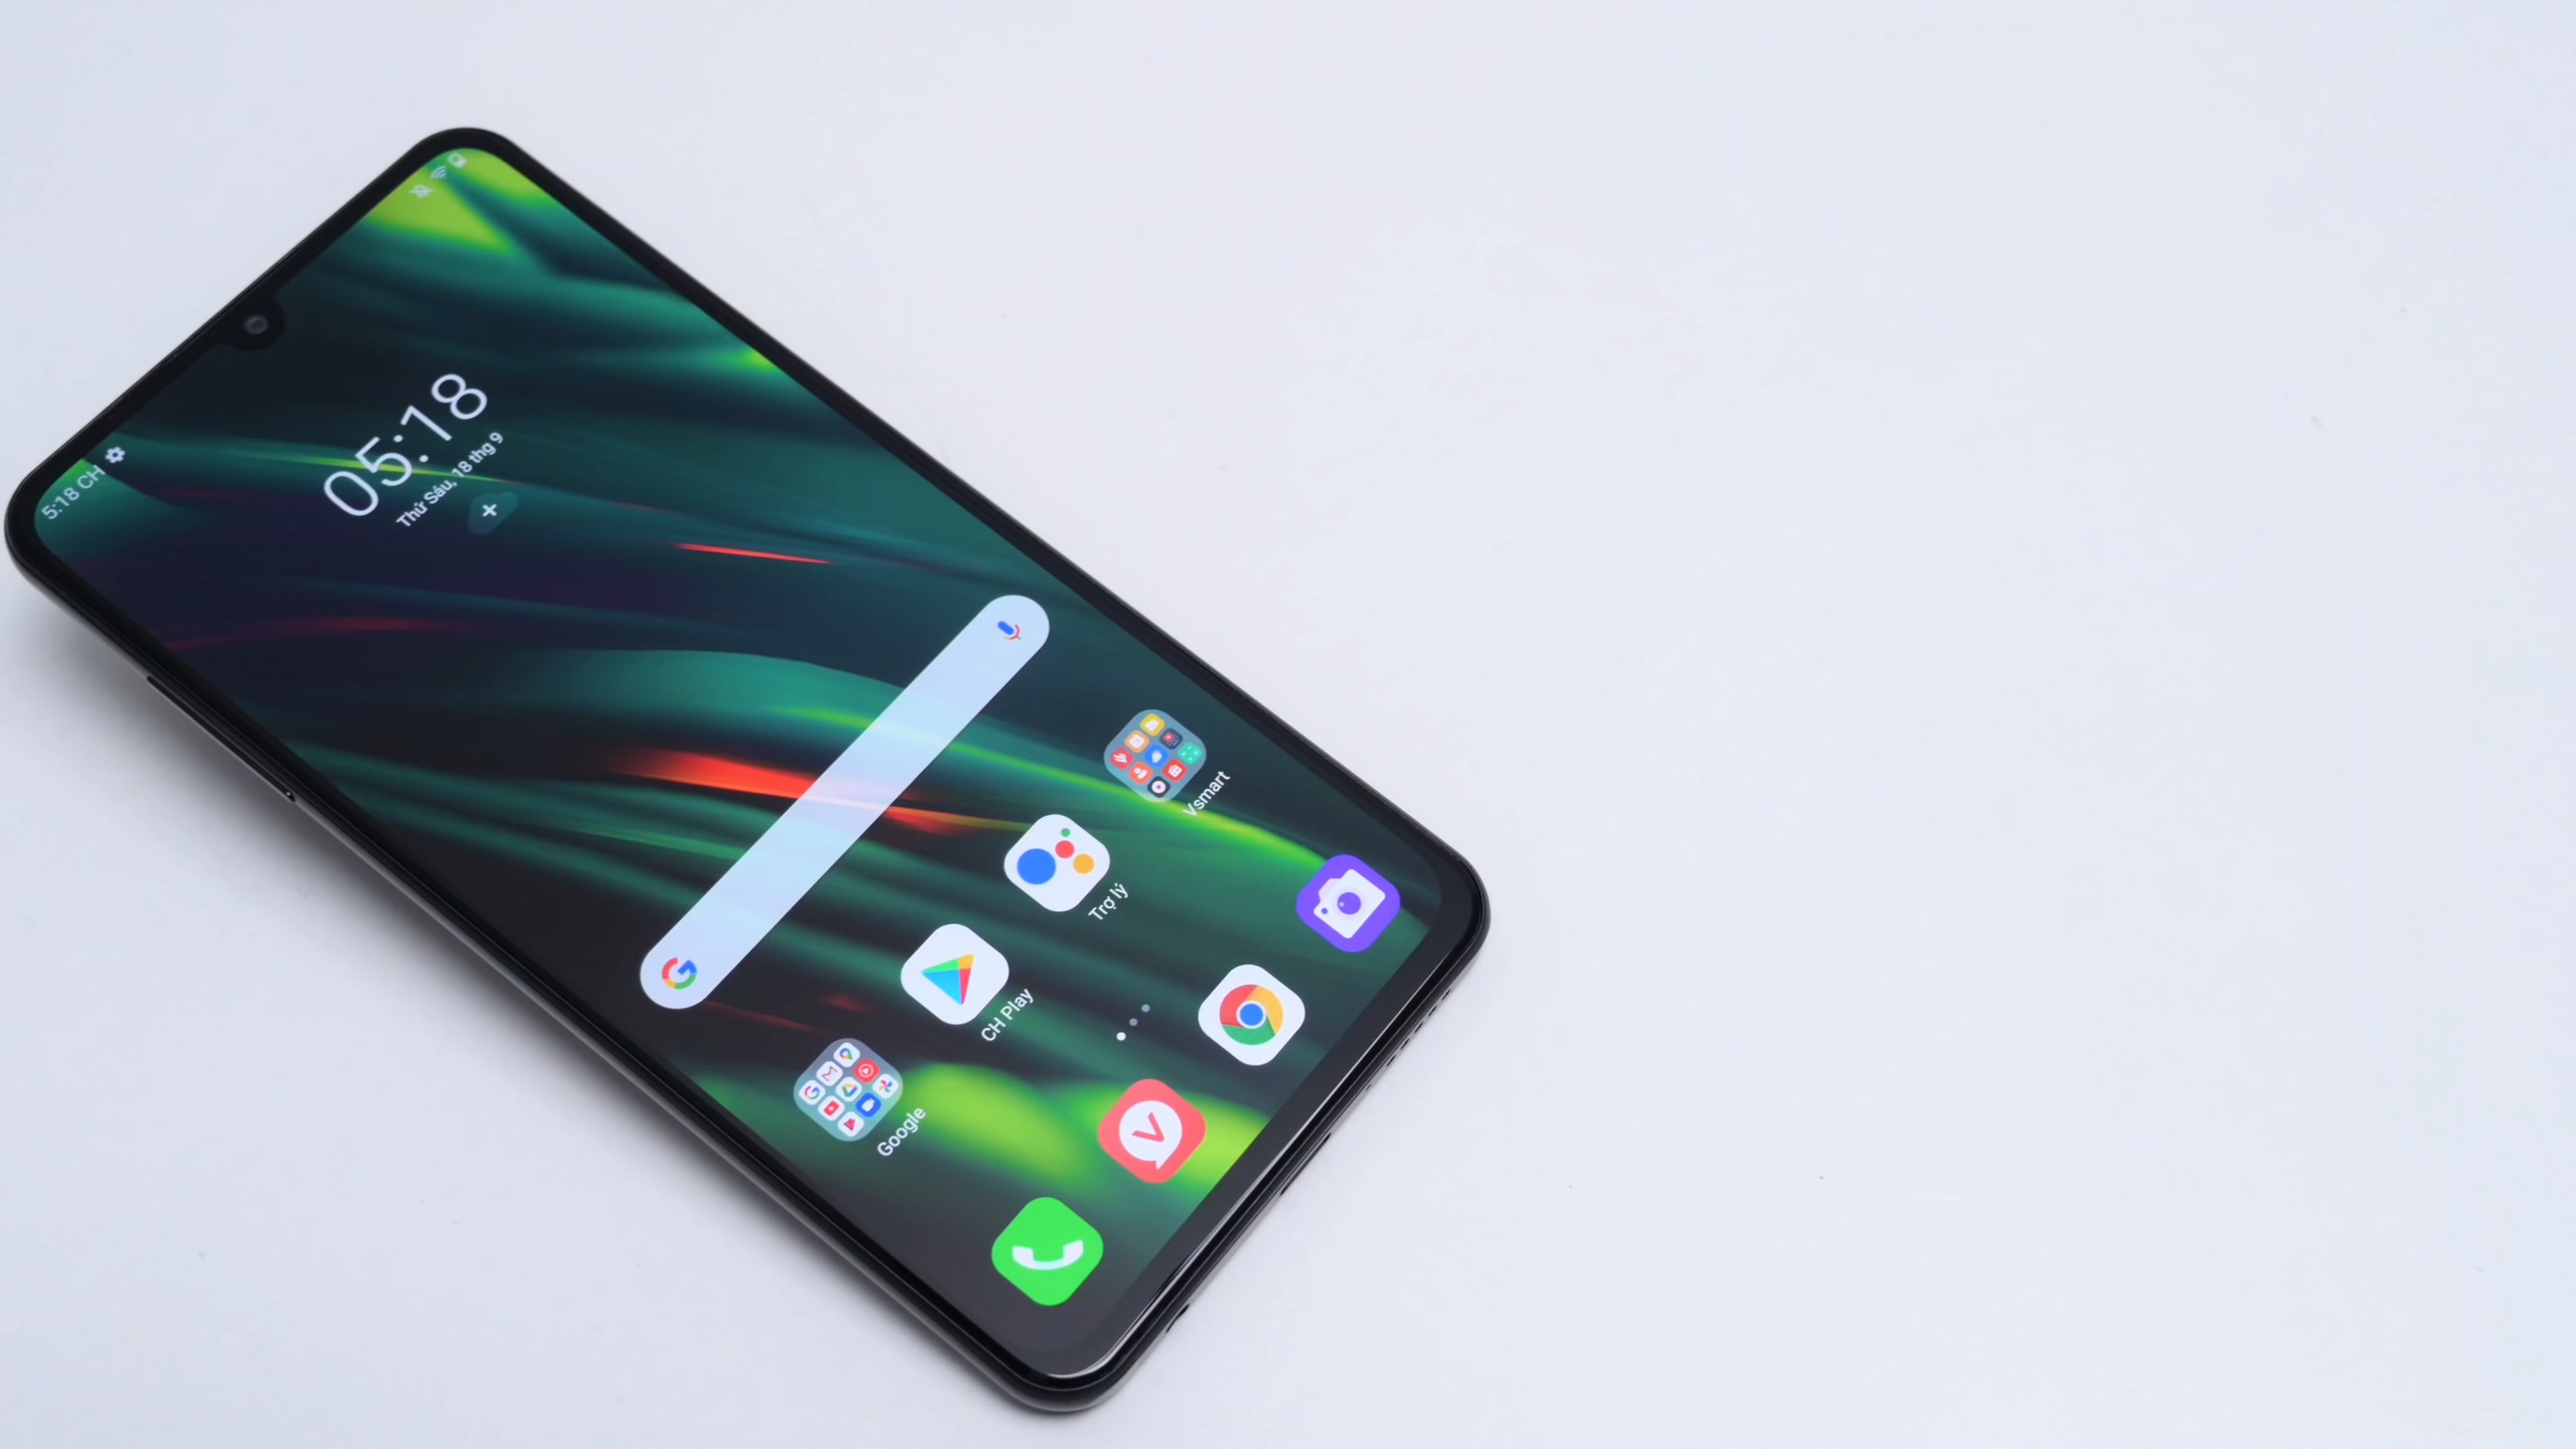 5:18 CH
05:18
Thứ Sáu, 18 thg 9
Google
CH Play
Trợ lý
Vsmart